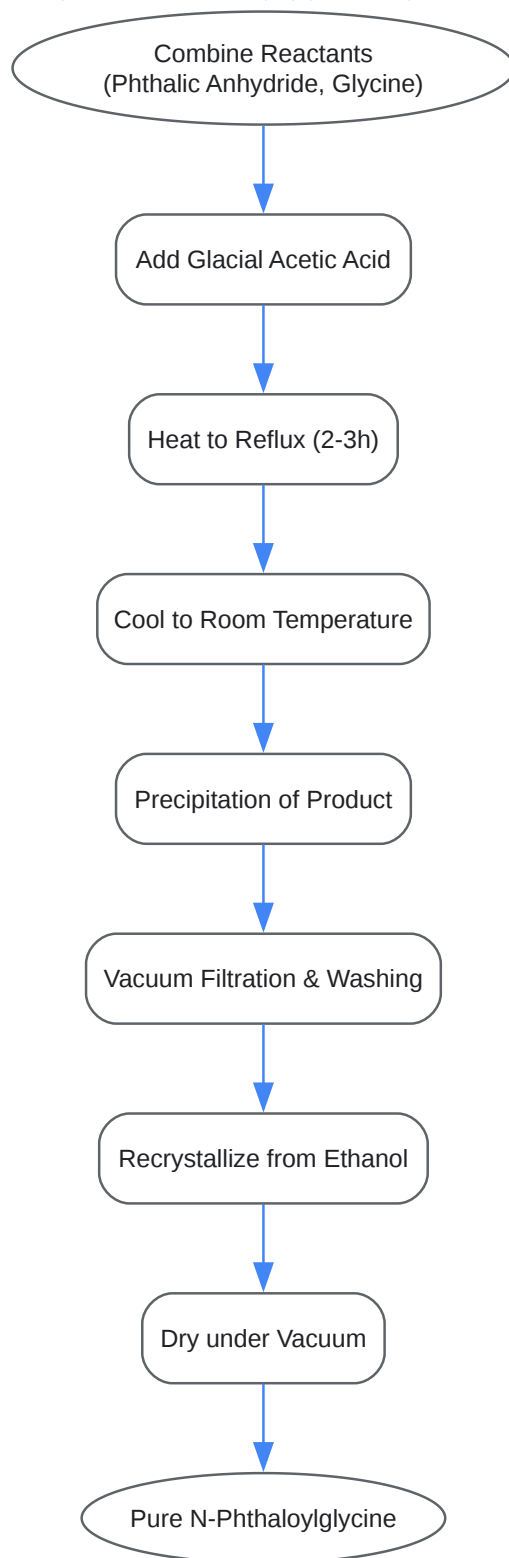 Combine Reactants
(Phthalic Anhydride, Glycine)
Add Glacial Acetic Acid
Heat to Reflux (2-3h)
Cool to Room Temperature
Precipitation of Product
Vacuum Filtration & Washing
Recrystallize from Ethanol
Dry under Vacuum
Pure N-Phthaloylglycine